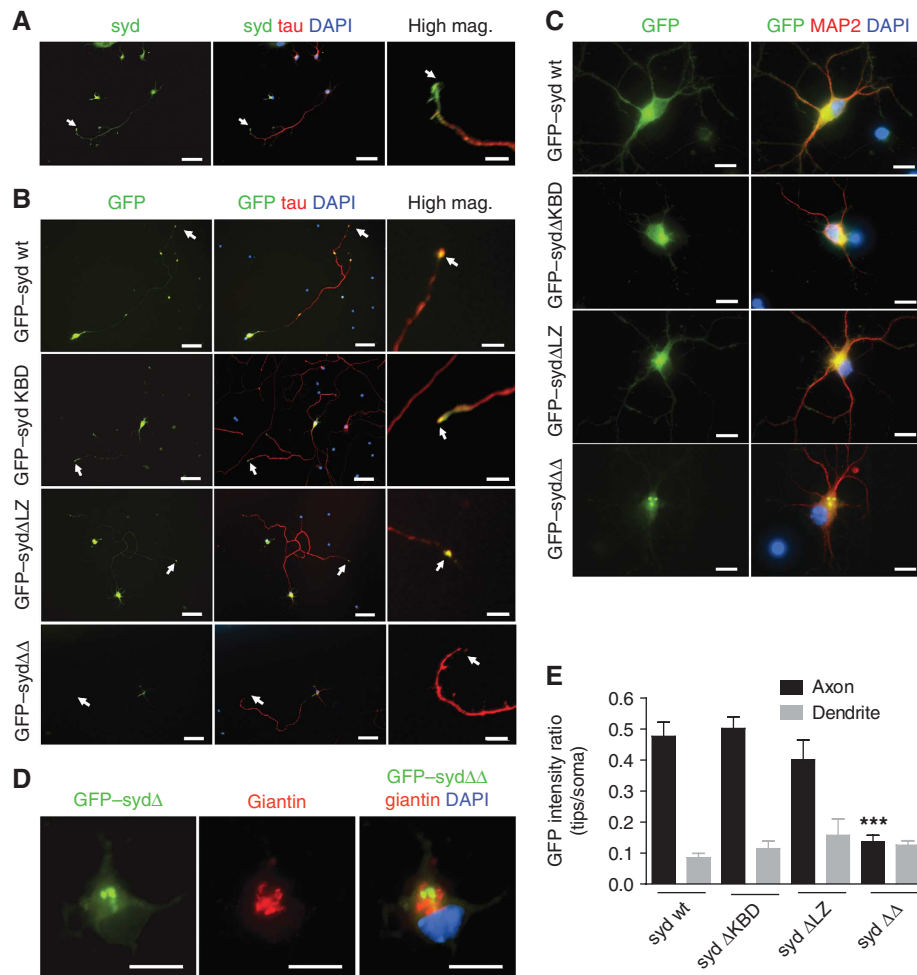 A
syd
syd tau DAPI
High mag.
B
GFP
GFP tau DAPI
High mag.
GFP–syd wt
GFP–syd KBD
GFP–sydΔLZ
GFP–sydΔΔ
C
GFP
GFP MAP2 DAPI
GFP–syd wt
GFP–sydΔKBD
GFP–sydΔLZ
GFP–sydΔΔ
D
GFP–sydΔ
Giantin
GFP–sydΔΔ
giantin DAPI
E
Axon
Dendrite
GFP intensity ratio
(tips/soma)
0.6
0.5
0.4
0.3
0.2
0.1
0.0
***
syd wt
syd ΔKBD
syd ΔLZ
syd ΔΔ